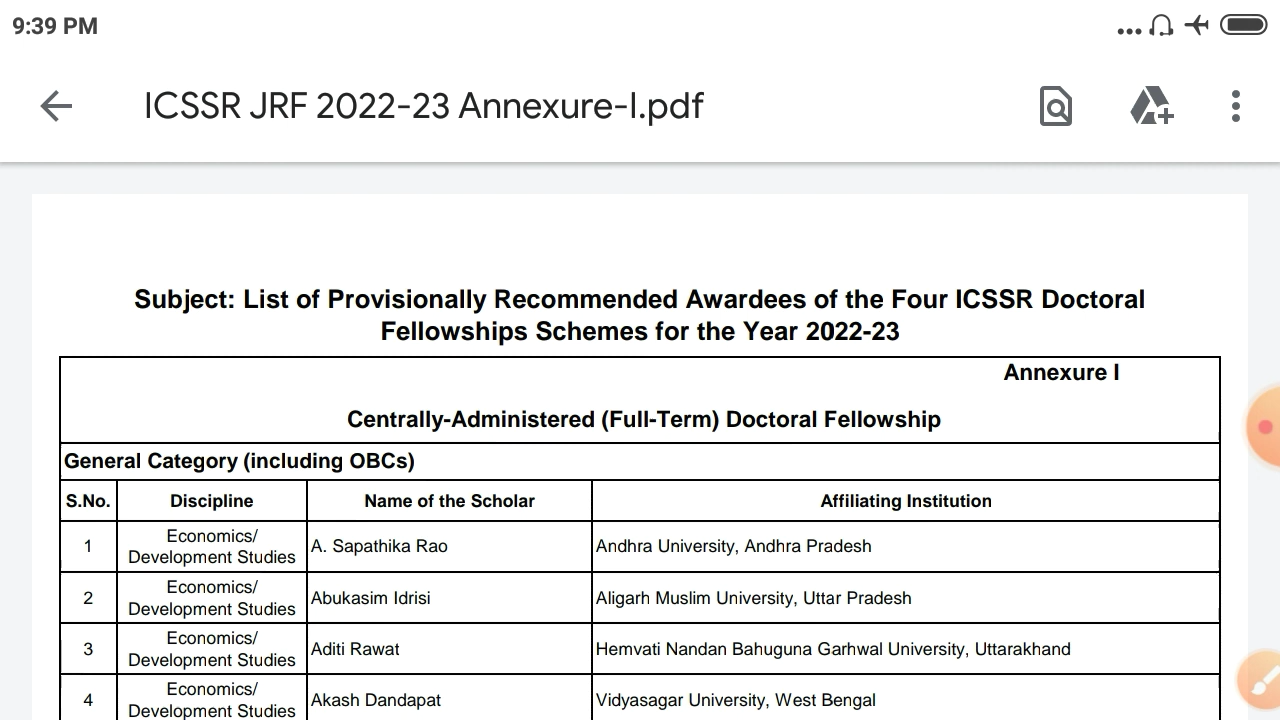 9:39 PM
ICSSR JRF 2022-23 Annexure-I.pdf
Subject: List of Provisionally Recommended Awardees of the Four ICSSR Doctoral
Fellowships Schemes for the Year 2022-23
Annexure I
Centrally-Administered (Full-Term) Doctoral Fellowship
General Category (including OBCs)
S.No. Discipline Name of the Scholar Affiliating Institution
1 Economics/ Development Studies A. Sapathika Rao Andhra University, Andhra Pradesh
2 Economics/ Development Studies Abukasim Idrisi Aligarh Muslim University, Uttar Pradesh
3 Economics/ Development Studies Aditi Rawat Hemvati Nandan Bahuguna Garhwal University, Uttarakhand
4 Economics/ Development Studies Akash Dandapat Vidyasagar University, West Bengal